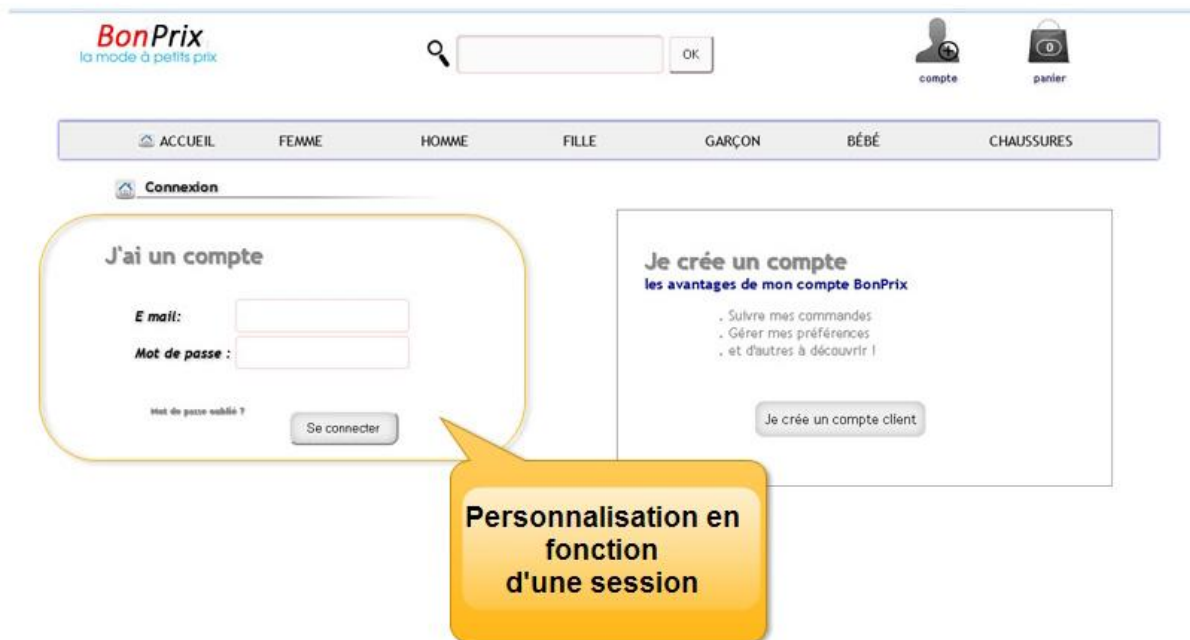 BonPrix
la mode à petits prix
OK
compte
0
panier
ACCUEIL FEMME HOMME FILLE GARÇON BÉBÉ CHAUSSURES
Connexion
J'ai un compte
E mail:
Mot de passe :
Mot de passe oublié ?
Se connecter
Je crée un compte
les avantages de mon compte BonPrix
. Suivre mes commandes
. Gérer mes préférences
. et d'autres à découvrir !
Je crée un compte client
Personnalisation en
fonction
d'une session